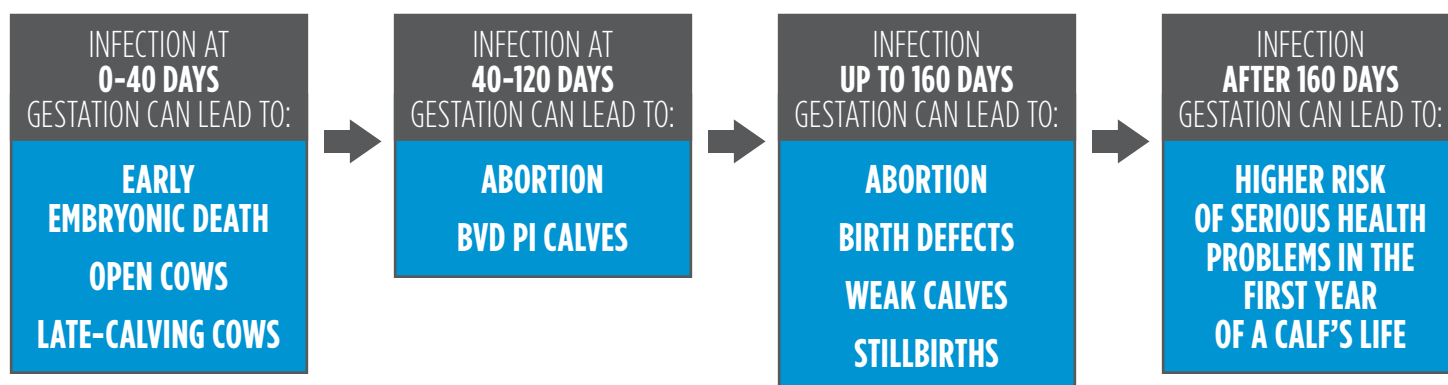 INFECTION AT
0-40 DAYS
GESTATION CAN LEAD TO:
EARLY
EMBRYONIC DEATH
OPEN COWS
LATE-CALVING COWS
INFECTION AT
40-120 DAYS
GESTATION CAN LEAD TO:
ABORTION
BVD PI CALVES
INFECTION
UP TO 160 DAYS
GESTATION CAN LEAD TO:
ABORTION
BIRTH DEFECTS
WEAK CALVES
STILLBIRTHS
INFECTION
AFTER 160 DAYS
GESTATION CAN LEAD TO:
HIGHER RISK
OF SERIOUS HEALTH
PROBLEMS IN THE
FIRST YEAR
OF A CALF'S LIFE